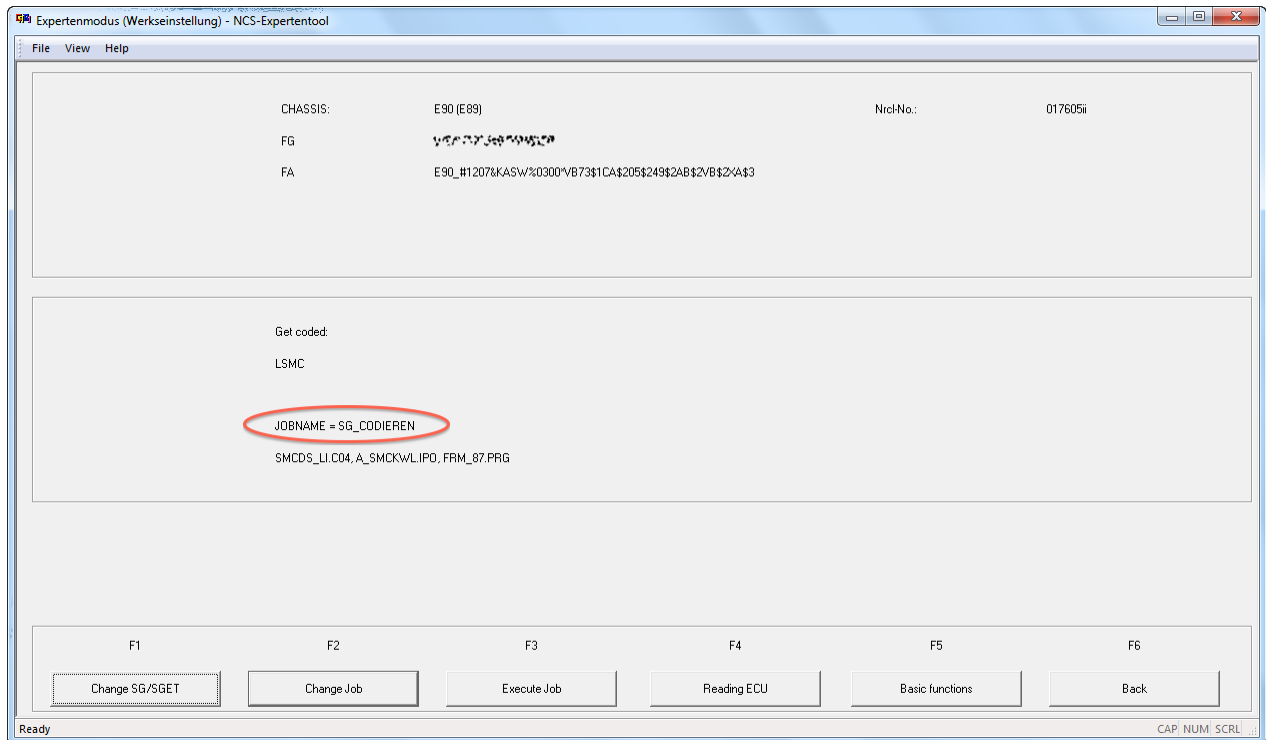 Expertenmodus (Werkseinstellung) - NCS-Expertentool
File View Help
CHASSIS: E90 (E89) Nrcl-No.: 017605ii
FG
FA E90_#1207&KASW%0300*VB73$1CA$205$249$2AB$2VB$2XA$3
Get coded:
LSMC
JOBNAME = SG_CODIEREN
SMCDS_LI.C04, A_SMCKWL.IPO, FRM_87.PRG
F1 F2 F3 F4 F5 F6
Change SG/SGET Change Job Execute Job Reading ECU Basic functions Back
Ready CAP NUM SCRL